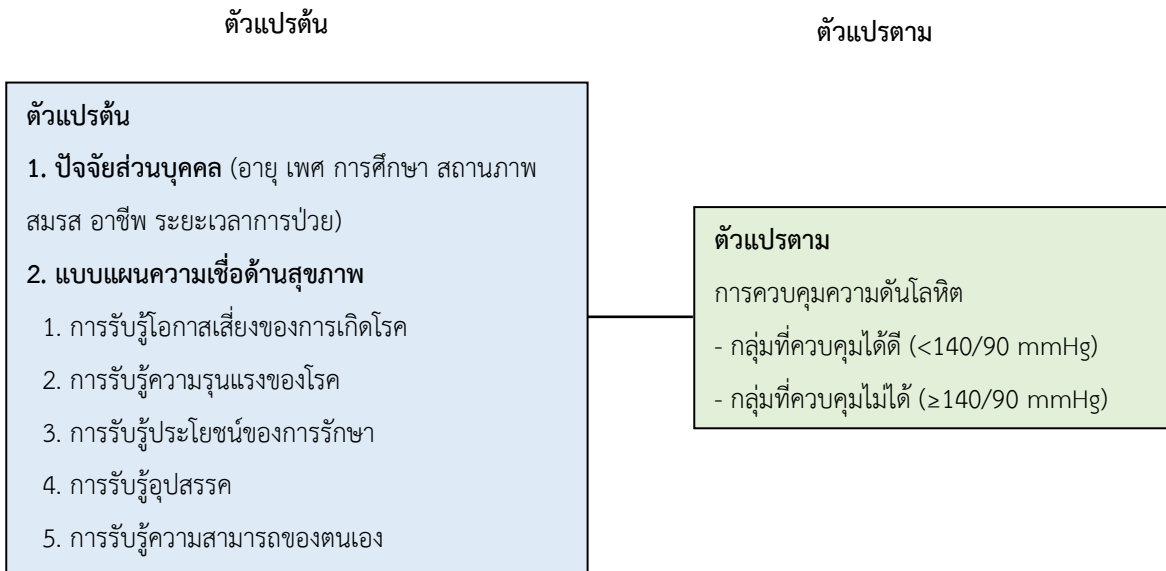 ตัวแปรต้น
ตัวแปรตาม
ตัวแปรต้น
1. ปัจจัยส่วนบุคคล (อายุ เพศ การศึกษา สถานภาพ
สมรส อาชีพ ระยะเวลาการป่วย)
2. แบบแผนความเชื่อด้านสุขภาพ
1. การรับรู้โอกาสเสี่ยงของการเกิดโรค
2. การรับรู้ความรุนแรงของโรค
3. การรับรู้ประโยชน์ของการรักษา
4. การรับรู้อุปสรรค
5. การรับรู้ความสามารถของตนเอง
ตัวแปรตาม
การควบคุมความดันโลหิต
- กลุ่มที่ควบคุมได้ดี (<140/90 mmHg)
- กลุ่มที่ควบคุมไม่ได้ (≥140/90 mmHg)